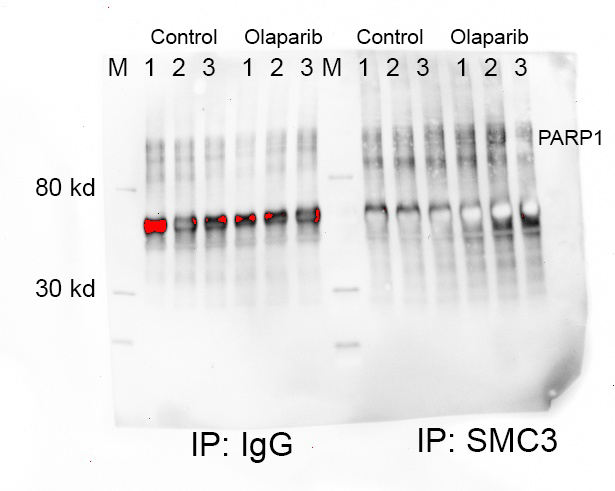 Control Olaparib Control Olaparib
M 1 2 3 1 2 3 M 1 2 3 1 2 3
PARP1
80 kd
30 kd
IP: IgG IP: SMC3